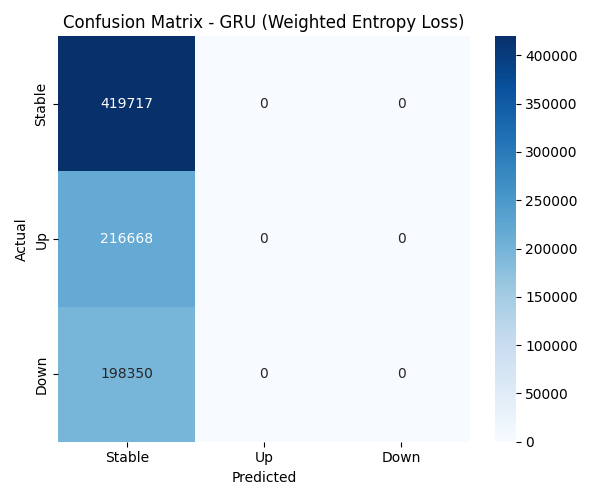 Confusion Matrix - GRU (Weighted Entropy Loss)
Actual
Stable
419717 0 0
Up
216668 0 0
Down
198350 0 0
Stable Up Down
Predicted
400000
350000
300000
250000
200000
150000
100000
50000
0